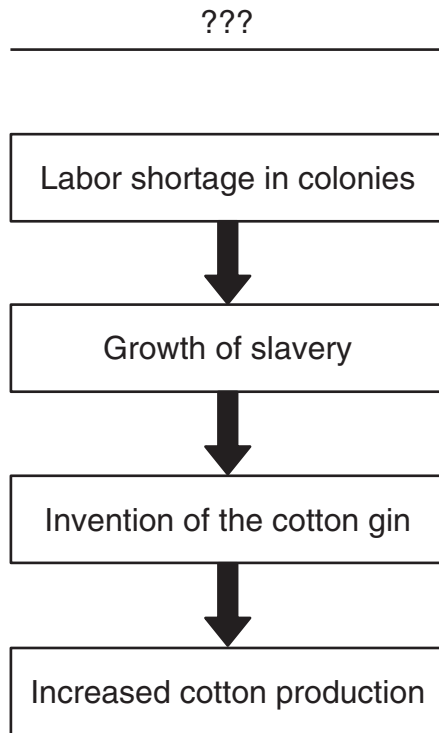 ???
Labor shortage in colonies
Growth of slavery
Invention of the cotton gin
Increased cotton production